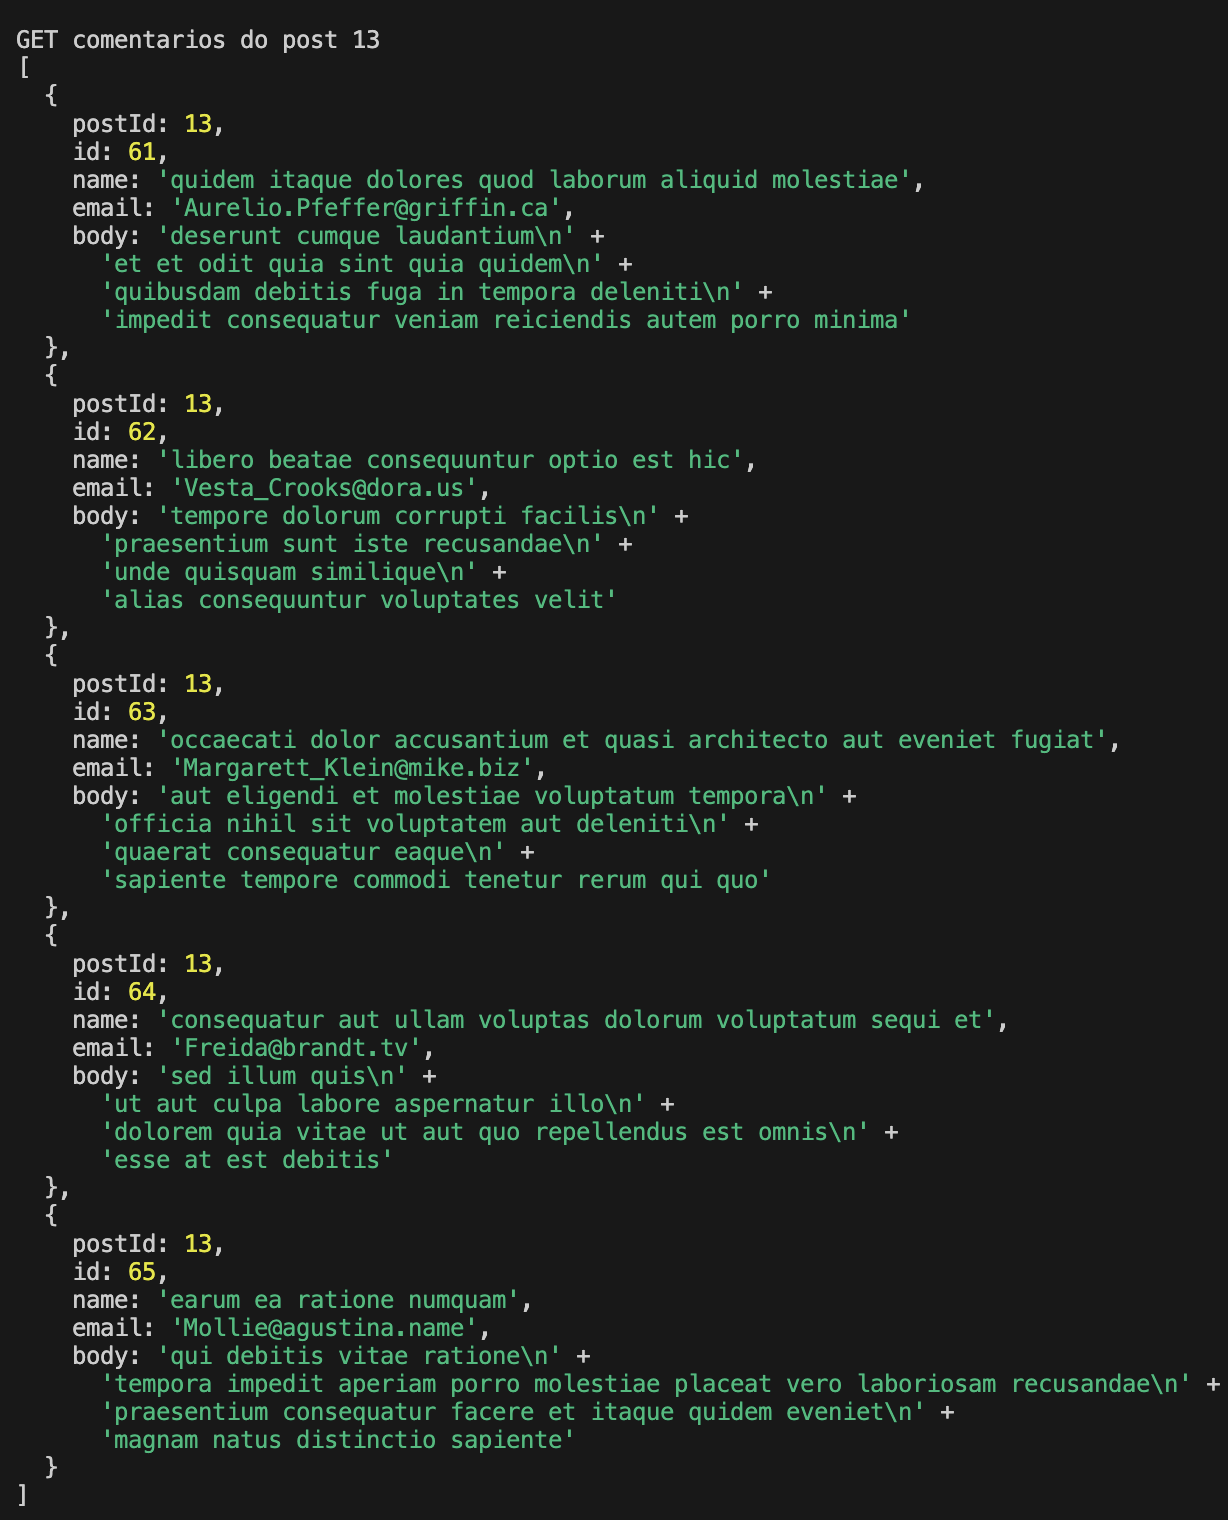 GET comentarios do post 13
[
  {
    postId: 13,
    id: 61,
    name: 'quidem itaque dolores quod laborum aliquid molestiae',
    email: 'Aurelio.Pfeffer@griffin.ca',
    body: 'deserunt cumque laudantium\n' +
      'et et odit quia sint quia quidem\n' +
      'quibusdam debitis fuga in tempora deleniti\n' +
      'impedit consequatur veniam reiciendis autem porro minima'
  },
  {
    postId: 13,
    id: 62,
    name: 'libero beatae consequuntur optio est hic',
    email: 'Vesta_Crooks@dora.us',
    body: 'tempore dolorum corrupti facilis\n' +
      'praesentium sunt iste recusandae\n' +
      'unde quisquam similique\n' +
      'alias consequuntur voluptates velit'
  },
  {
    postId: 13,
    id: 63,
    name: 'occaecati dolor accusantium et quasi architecto aut eveniet fugiat',
    email: 'Margarett_Klein@mike.biz',
    body: 'aut eligendi et molestiae voluptatum tempora\n' +
      'officia nihil sit voluptatem aut deleniti\n' +
      'quaerat consequatur eaque\n' +
      'sapiente tempore commodi tenetur rerum qui quo'
  },
  {
    postId: 13,
    id: 64,
    name: 'consequatur aut ullam voluptas dolorum voluptatum sequi et',
    email: 'Freida@brandt.tv',
    body: 'sed illum quis\n' +
      'ut aut culpa labore aspernatur illo\n' +
      'dolorem quia vitae ut aut quo repellendus est omnis\n' +
      'esse at est debitis'
  },
  {
    postId: 13,
    id: 65,
    name: 'earum ea ratione numquam',
    email: 'Mollie@agustina.name',
    body: 'qui debitis vitae ratione\n' +
      'tempora impedit aperiam porro molestiae placeat vero laboriosam recusandae\n' +
      'praesentium consequatur facere et itaque quidem eveniet\n' +
      'magnam natus distinctio sapiente'
  }
]